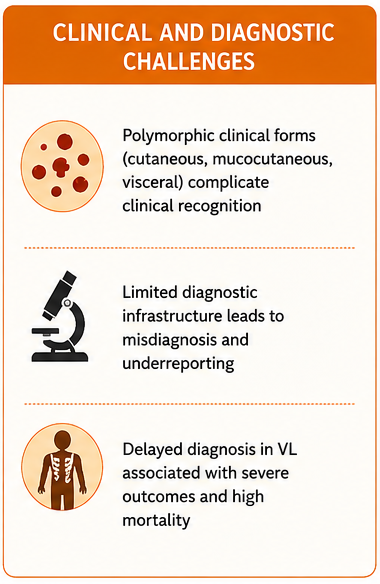 CLINICAL AND DIAGNOSTIC
CHALLENGES
Polymorphic clinical forms
(cutaneous, mucocutaneous,
visceral) complicate
clinical recognition
Limited diagnostic
infrastructure leads to
misdiagnosis and
underreporting
Delayed diagnosis in VL
associated with severe
outcomes and high
mortality